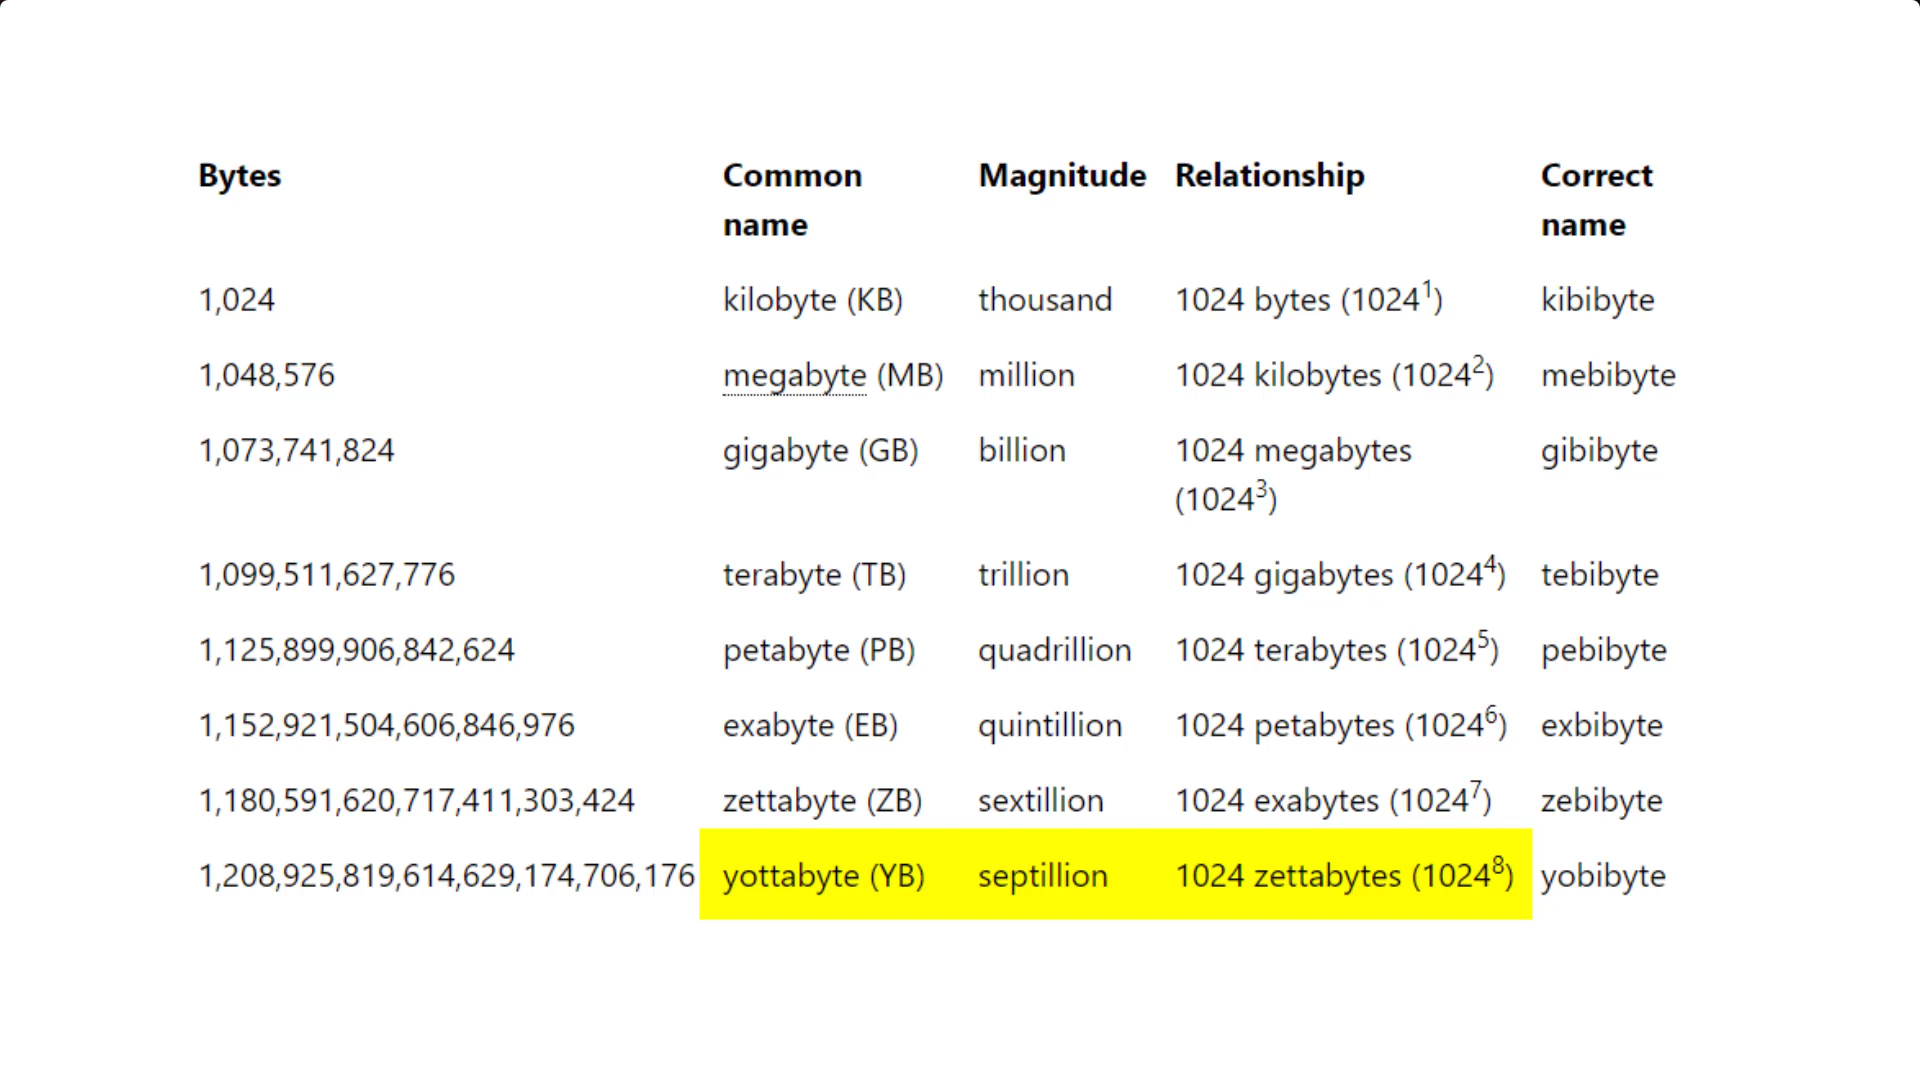 Bytes Common name Magnitude Relationship Correct name
1,024 kilobyte (KB) thousand 1024 bytes (1024¹) kibibyte
1,048,576 megabyte (MB) million 1024 kilobytes (1024²) mebibyte
1,073,741,824 gigabyte (GB) billion 1024 megabytes (1024³) gibibyte
1,099,511,627,776 terabyte (TB) trillion 1024 gigabytes (1024⁴) tebibyte
1,125,899,906,842,624 petabyte (PB) quadrillion 1024 terabytes (1024⁵) pebibyte
1,152,921,504,606,846,976 exabyte (EB) quintillion 1024 petabytes (1024⁶) exbibyte
1,180,591,620,717,411,303,424 zettabyte (ZB) sextillion 1024 exabytes (1024⁷) zebibyte
1,208,925,819,614,629,174,706,176 yottabyte (YB) septillion 1024 zettabytes (1024⁸) yobibyte